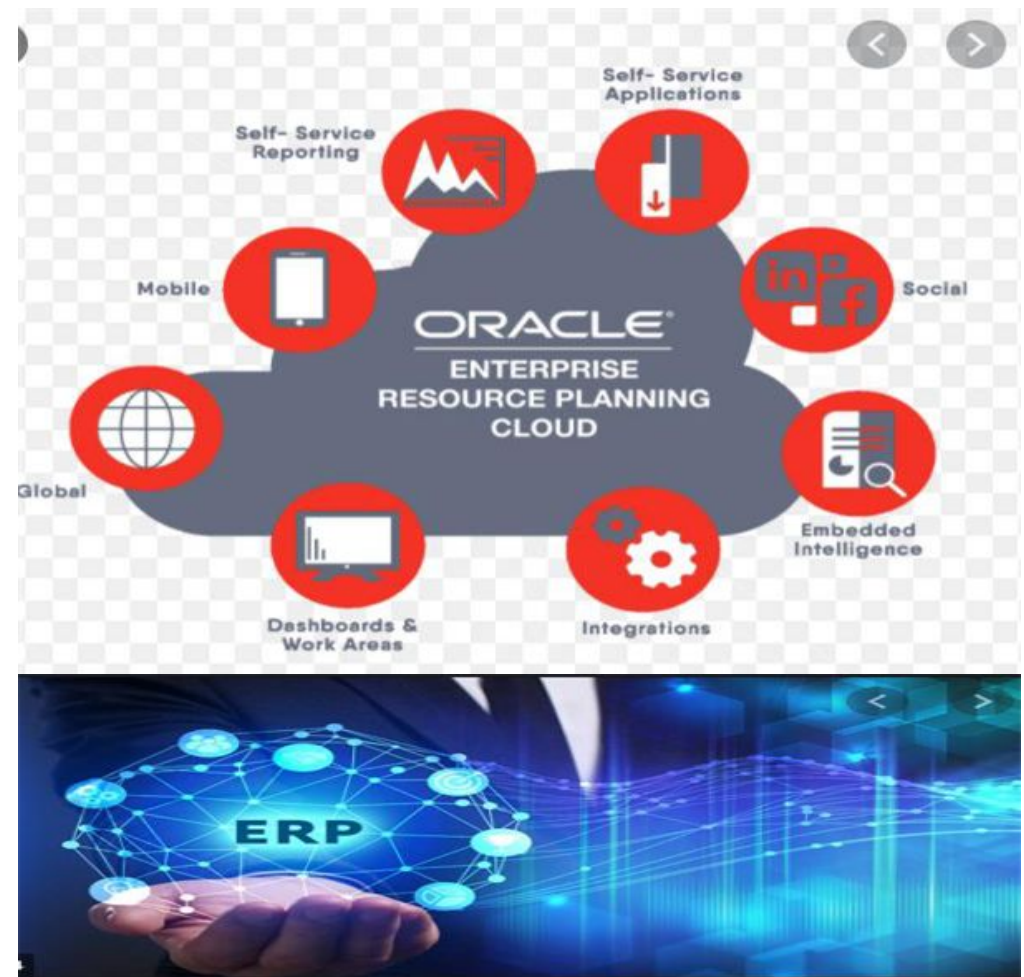 Self- Service
Applications
Self- Service
Reporting
Mobile
in
f
Social
ORACLE
ENTERPRISE
RESOURCE PLANNING
CLOUD
Global
Embedded
Intelligence
Dashboards &
Work Areas
Integrations
ERP